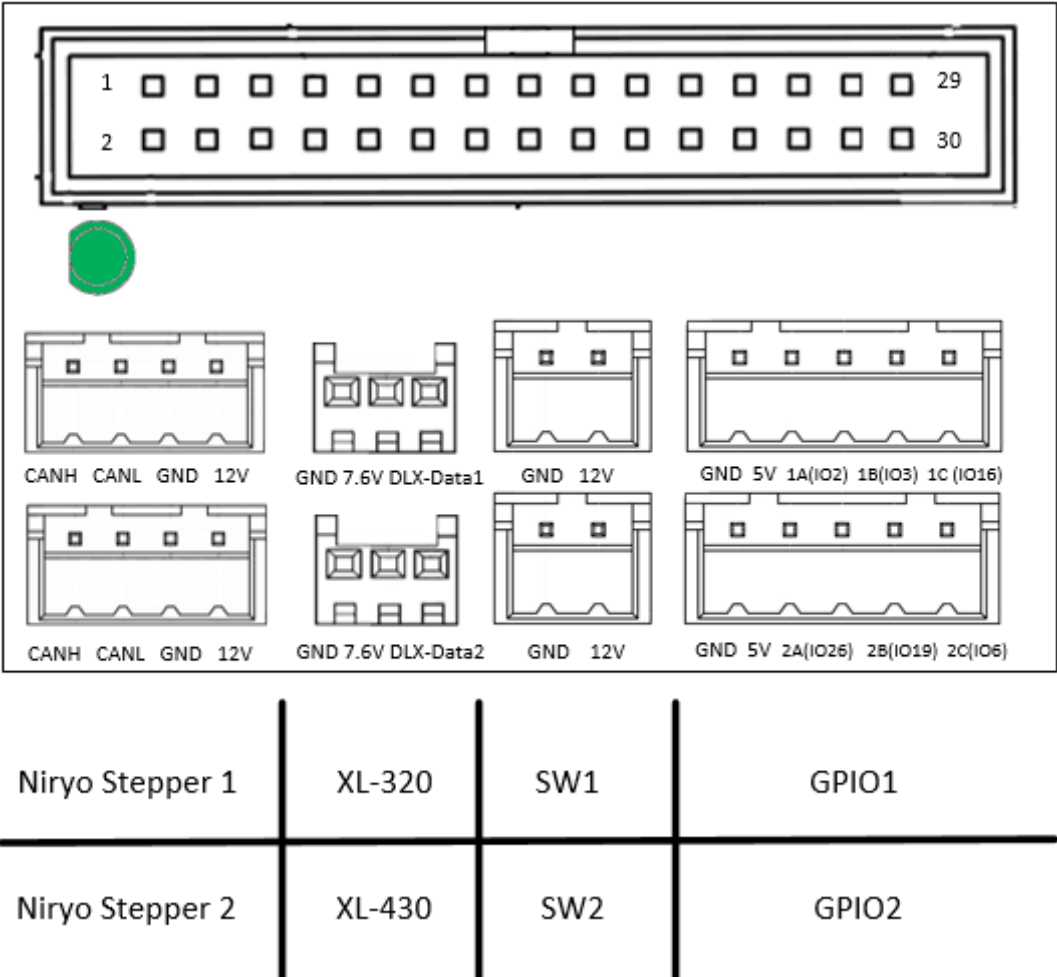 1 29
2 30
CANH CANL GND 12V GND 7.6V DLX-Data1 GND 12V GND 5V 1A(IO2) 1B(IO3) 1C (IO16)
CANH CANL GND 12V GND 7.6V DLX-Data2 GND 12V GND 5V 2A(IO26) 2B(IO19) 2C(IO6)
Niryo Stepper 1 XL-320 SW1 GPIO1
Niryo Stepper 2 XL-430 SW2 GPIO2